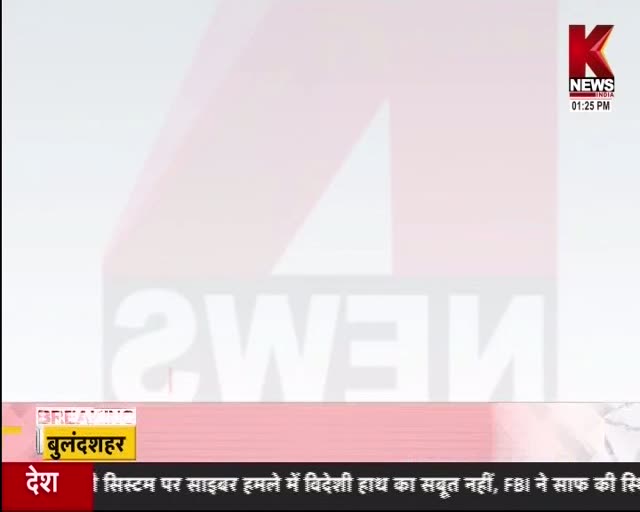 K
NEWS
INDIA
01:25 PM
NEWS
BREAKING
बुलंदशहर
देश
सिस्टम पर साइबर हमले में विदेशी हाथ का सबूत नहीं, FBI ने साफ की